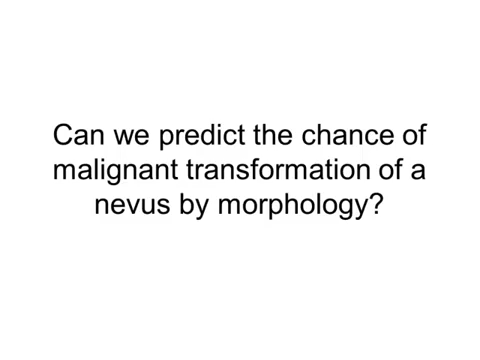 Can we predict the chance of
malignant transformation of a
nevus by morphology?